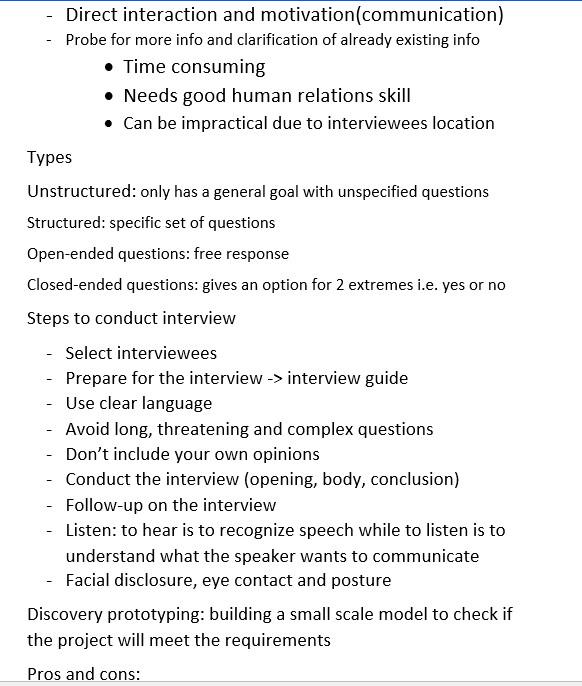 - Direct interaction and motivation(communication)
- Probe for more info and clarification of already existing info
• Time consuming
• Needs good human relations skill
• Can be impractical due to interviewees location
Types
Unstructured: only has a general goal with unspecified questions
Structured: specific set of questions
Open-ended questions: free response
Closed-ended questions: gives an option for 2 extremes i.e. yes or no
Steps to conduct interview
- Select interviewees
- Prepare for the interview -> interview guide
- Use clear language
- Avoid long, threatening and complex questions
- Don’t include your own opinions
- Conduct the interview (opening, body, conclusion)
- Follow-up on the interview
- Listen: to hear is to recognize speech while to listen is to
understand what the speaker wants to communicate
- Facial disclosure, eye contact and posture
Discovery prototyping: building a small scale model to check if
the project will meet the requirements
Pros and cons: